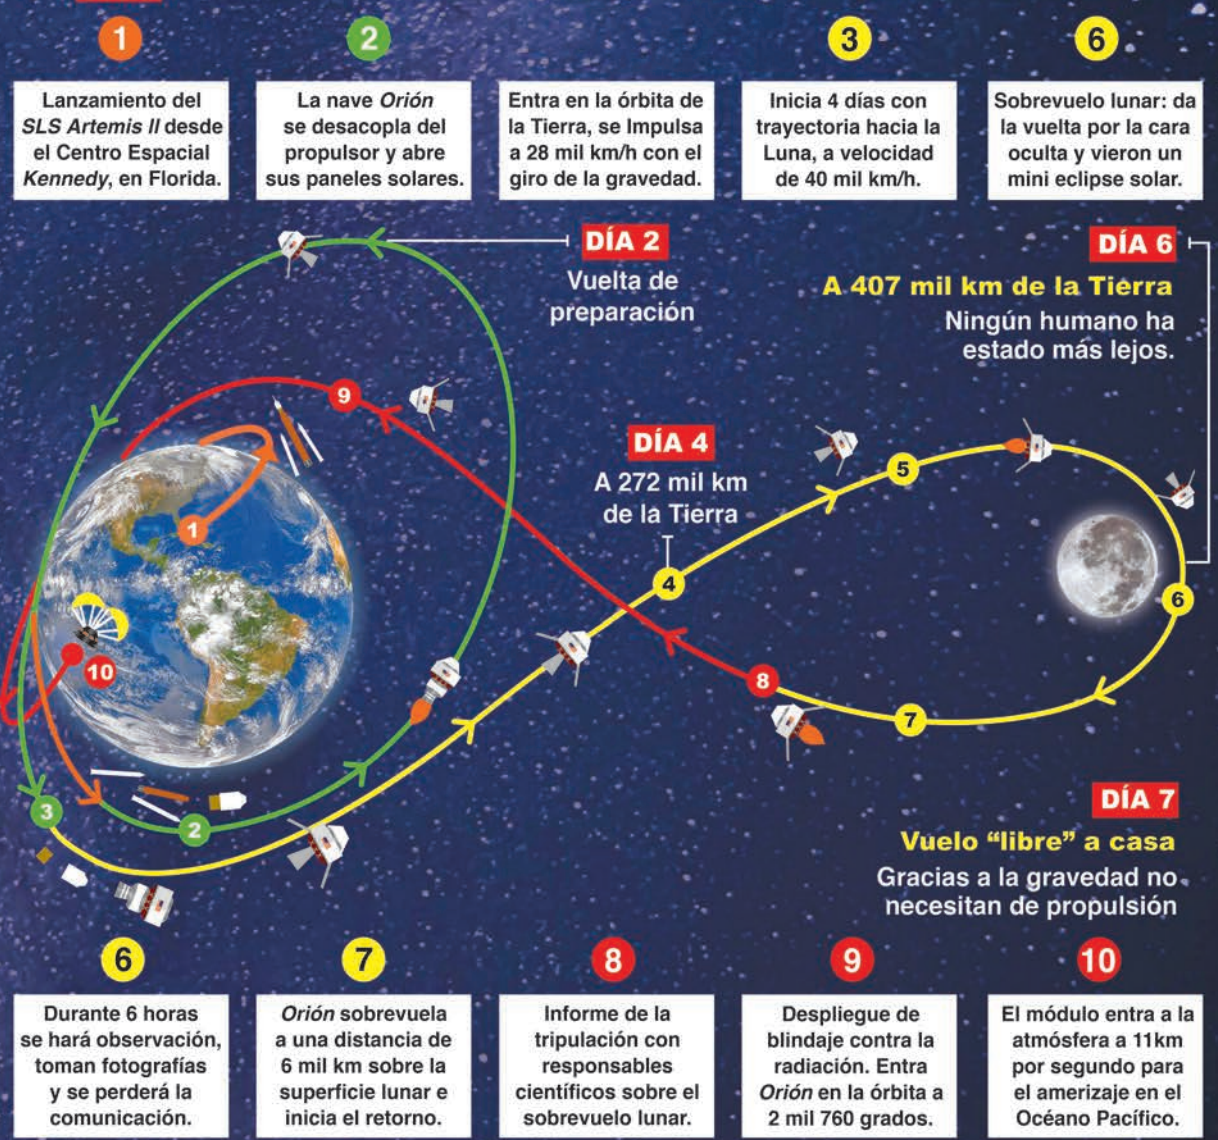 1
Lanzamiento del
SLS Artemis II desde
el Centro Espacial
Kennedy, en Florida.
2
La nave Orión
se desacopla del
propulsor y abre
sus paneles solares.
Entra en la órbita de
la Tierra, se Impulsa
a 28 mil km/h con el
giro de la gravedad.
3
Inicia 4 días con
trayectoria hacia la
Luna, a velocidad
de 40 mil km/h.
6
Sobrevuelo lunar: da
la vuelta por la cara
oculta y vieron un
mini eclipse solar.
DÍA 2
Vuelta de
preparación
DÍA 6
A 407 mil km de la Tierra
Ningún humano ha
estado más lejos.
9
DÍA 4
A 272 mil km
de la Tierra
5
1
4
6
10
8
7
3
2
DÍA 7
Vuelo “libre” a casa
Gracias a la gravedad no
necesitan de propulsión
6
Durante 6 horas
se hará observación,
toman fotografías
y se perderá la
comunicación.
7
Orión sobrevuela
a una distancia de
6 mil km sobre la
superficie lunar e
inicia el retorno.
8
Informe de la
tripulación con
responsables
científicos sobre el
sobrevuelo lunar.
9
Despliegue de
blindaje contra la
radiación. Entra
Orión en la órbita a
2 mil 760 grados.
10
El módulo entra a la
atmósfera a 11km
por segundo para
el amerizaje en el
Océano Pacífico.